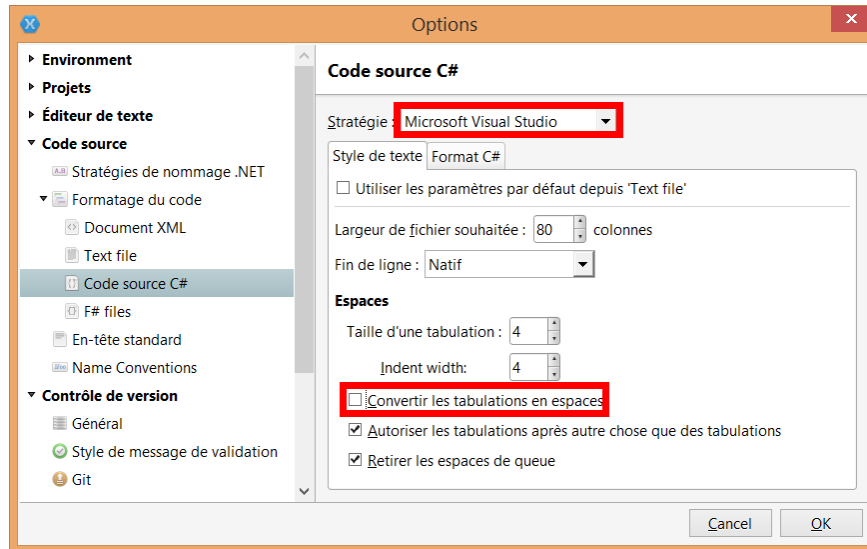 Options
Environment
Projets
Éditeur de texte
Code source
Stratégies de nommage .NET
Formatage du code
Document XML
Text file
Code source C#
F# files
En-tête standard
Name Conventions
Contrôle de version
Général
Style de message de validation
Git
Code source C#
Stratégie : Microsoft Visual Studio
Style de texte Format C#
Utiliser les paramètres par défaut depuis 'Text file'
Largeur de fichier souhaitée : 80 colonnes
Fin de ligne : Natif
Espaces
Taille d'une tabulation : 4
Indent width: 4
Convertir les tabulations en espaces
Autoriser les tabulations après autre chose que des tabulations
Retirer les espaces de queue
Cancel OK